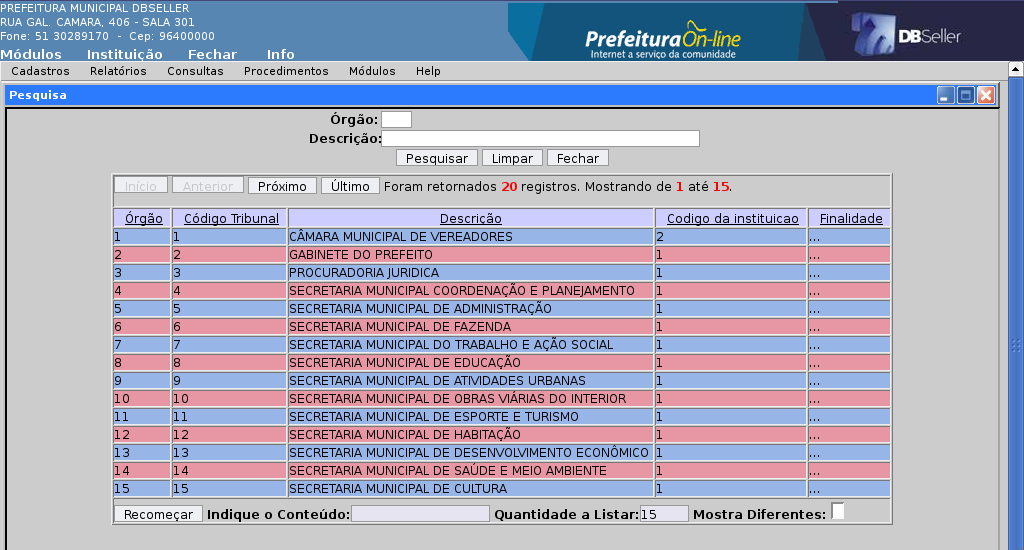 PREFEITURA MUNICIPAL DBSELLER
RUA GAL. CAMARA, 406 - SALA 301
Fone: 51 30289170 - Cep: 96400000
PrefeituraOn-line
Internet a serviço da comunidade
DBSeller
Módulos Instituição Fechar Info
Cadastros Relatórios Consultas Procedimentos Módulos Help
Pesquisa
Órgão:
Descrição:
Pesquisar Limpar Fechar
Início Anterior Próximo Último Foram retornados 20 registros. Mostrando de 1 até 15.
Órgão Código Tribunal Descrição Codigo da instituicao Finalidade
1 1 CÂMARA MUNICIPAL DE VEREADORES 2 ...
2 2 GABINETE DO PREFEITO 1 ...
3 3 PROCURADORIA JURIDICA 1 ...
4 4 SECRETARIA MUNICIPAL COORDENAÇÃO E PLANEJAMENTO 1 ...
5 5 SECRETARIA MUNICIPAL DE ADMINISTRAÇÃO 1 ...
6 6 SECRETARIA MUNICIPAL DE FAZENDA 1 ...
7 7 SECRETARIA MUNICIPAL DO TRABALHO E AÇÃO SOCIAL 1 ...
8 8 SECRETARIA MUNICIPAL DE EDUCAÇÃO 1 ...
9 9 SECRETARIA MUNICIPAL DE ATIVIDADES URBANAS 1 ...
10 10 SECRETARIA MUNICIPAL DE OBRAS VIÁRIAS DO INTERIOR 1 ...
11 11 SECRETARIA MUNICIPAL DE ESPORTE E TURISMO 1 ...
12 12 SECRETARIA MUNICIPAL DE HABITAÇÃO 1 ...
13 13 SECRETARIA MUNICIPAL DE DESENVOLVIMENTO ECONÔMICO 1 ...
14 14 SECRETARIA MUNICIPAL DE SAÚDE E MEIO AMBIENTE 1 ...
15 15 SECRETARIA MUNICIPAL DE CULTURA 1 ...
Recomeçar Indique o Conteúdo: Quantidade a Listar: 15 Mostra Diferentes: